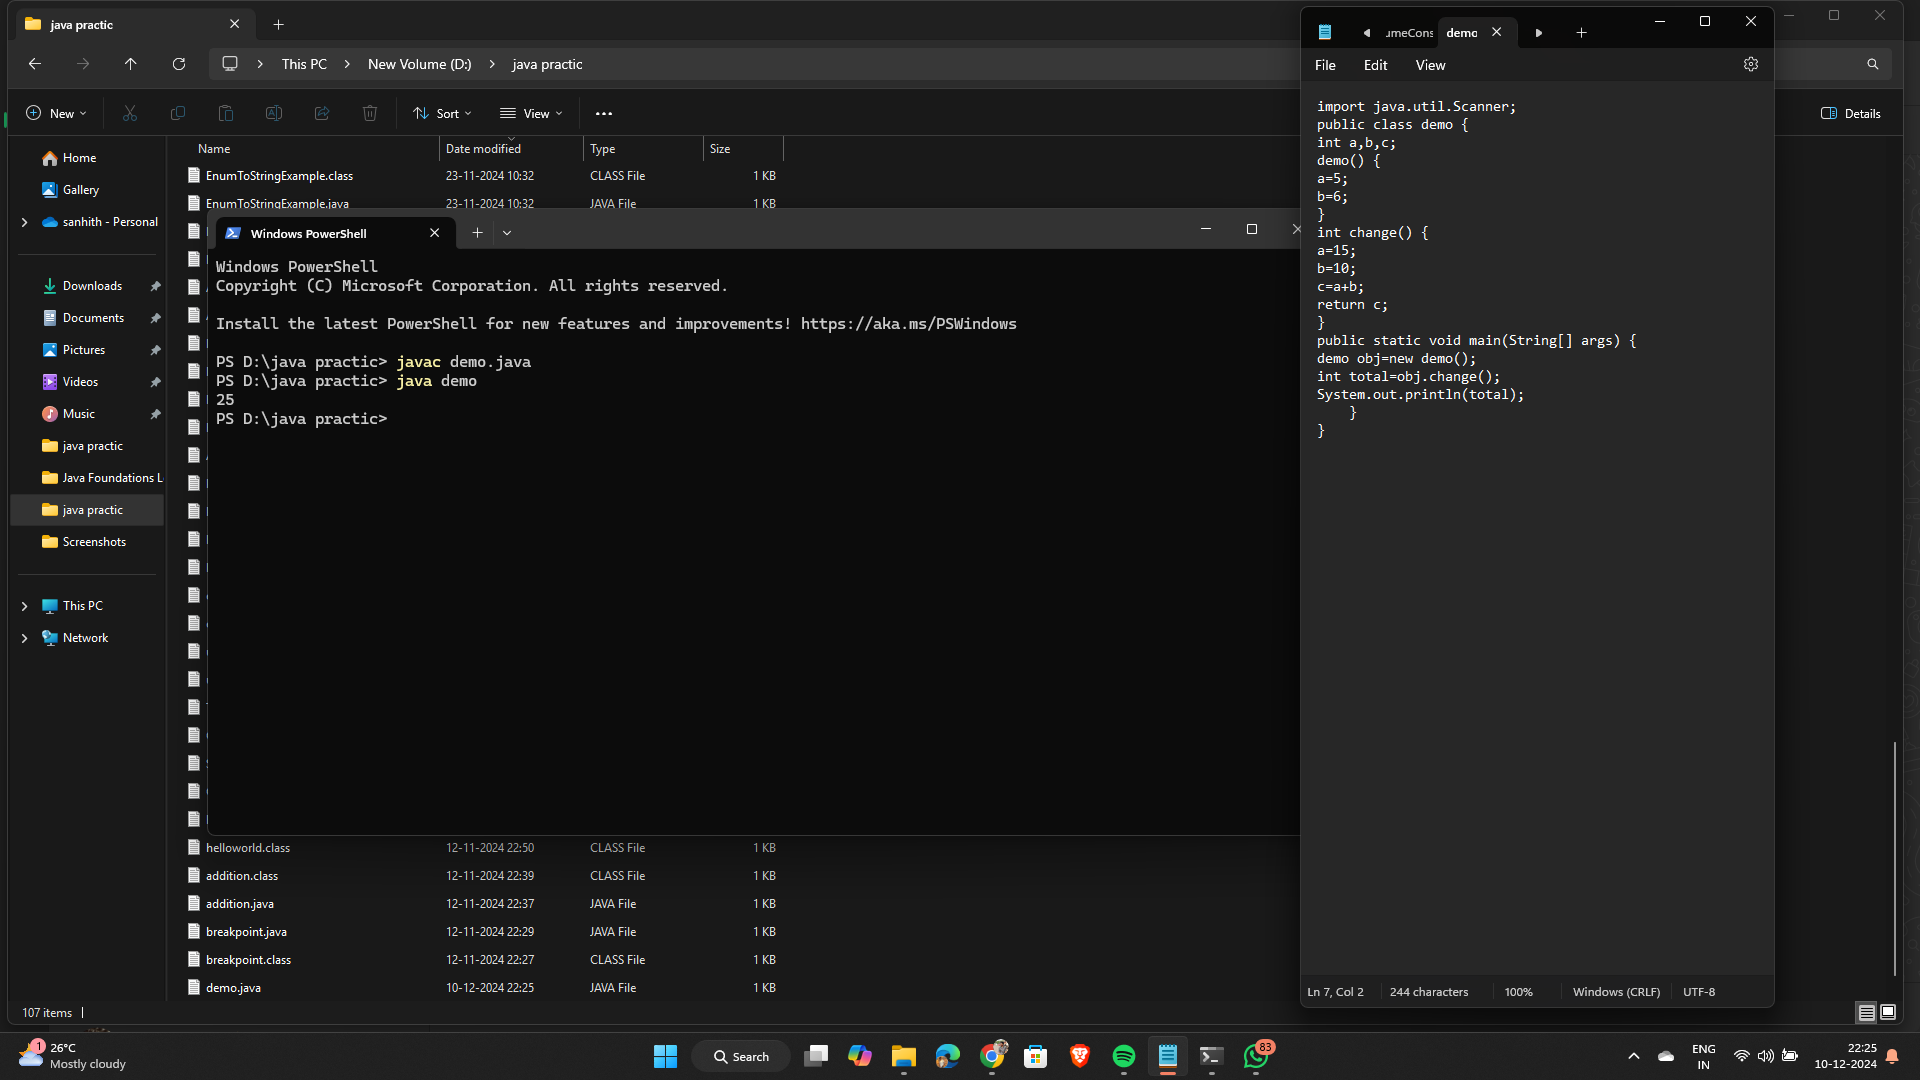 java practic
This PC
New Volume (D:)
java practic
New
Sort
View
Details
Home
Gallery
sanhith - Personal
Downloads
Documents
Pictures
Videos
Music
java practic
Java Foundations L
java practic
Screenshots
This PC
Network
Name Date modified Type Size
EnumToStringExample.class 23-11-2024 10:32 CLASS File 1 KB
EnumToStringExample.java 23-11-2024 10:32 JAVA File 1 KB
Windows PowerShell
Windows PowerShell
Copyright (C) Microsoft Corporation. All rights reserved.
Install the latest PowerShell for new features and improvements! https://aka.ms/PSWindows
PS D:\java practic> javac demo.java
PS D:\java practic> java demo
25
PS D:\java practic>
helloworld.class 12-11-2024 22:50 CLASS File 1 KB
addition.class 12-11-2024 22:39 CLASS File 1 KB
addition.java 12-11-2024 22:37 JAVA File 1 KB
breakpoint.java 12-11-2024 22:29 JAVA File 1 KB
breakpoint.class 12-11-2024 22:27 CLASS File 1 KB
demo.java 10-12-2024 22:25 JAVA File 1 KB
107 items
umeCons demo
File Edit View
import java.util.Scanner;
public class demo {
int a,b,c;
demo() {
a=5;
b=6;
}
int change() {
a=15;
b=10;
c=a+b;
return c;
}
public static void main(String[] args) {
demo obj=new demo();
int total=obj.change();
System.out.println(total);
}
}
Ln 7, Col 2 244 characters 100% Windows (CRLF) UTF-8
1
26°C
Mostly cloudy
Search
83
ENG
IN
22:25
10-12-2024